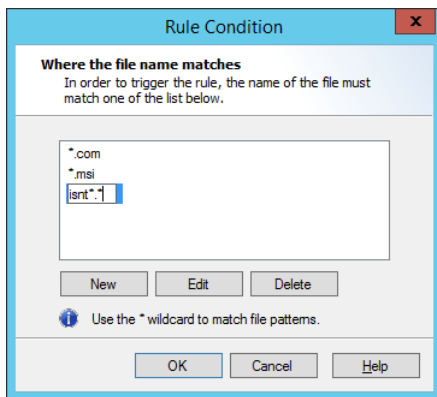 Rule Condition
x
Where the file name matches
In order to trigger the rule, the name of the file must
match one of the list below.
*.com
*.msi
isnt*.*
New Edit Delete
Use the * wildcard to match file patterns.
OK Cancel Help